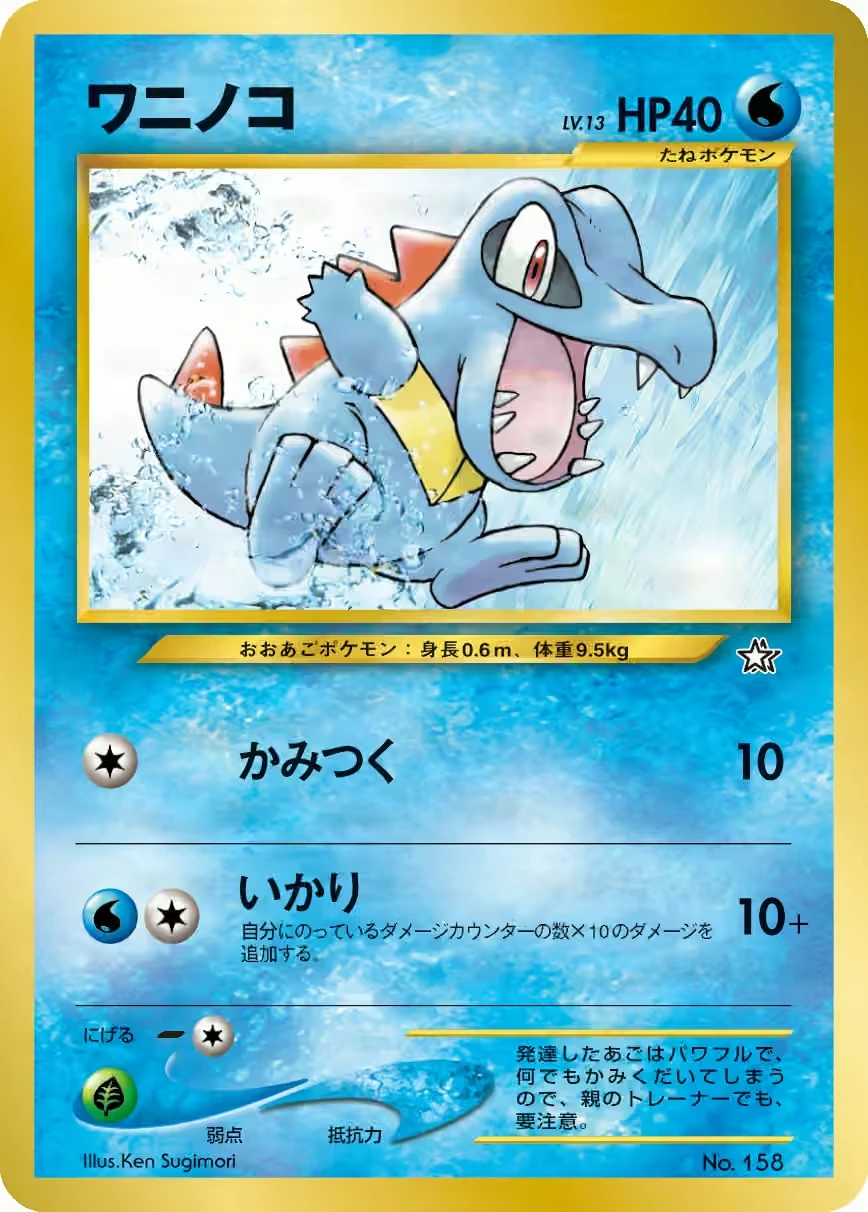 ワニノコ
LV.13 HP40
たねポケモン
おおあごポケモン：身長0.6m、体重9.5kg
かみつく 10
いかり 10+
自分にのっているダメージカウンターの数×10のダメージを
追加する。
にげる
発達したあごはパワフルで、
何でもかみくだいてしまう
ので、親のトレーナーでも、
要注意。
弱点 抵抗力
Illus.Ken Sugimori No. 158